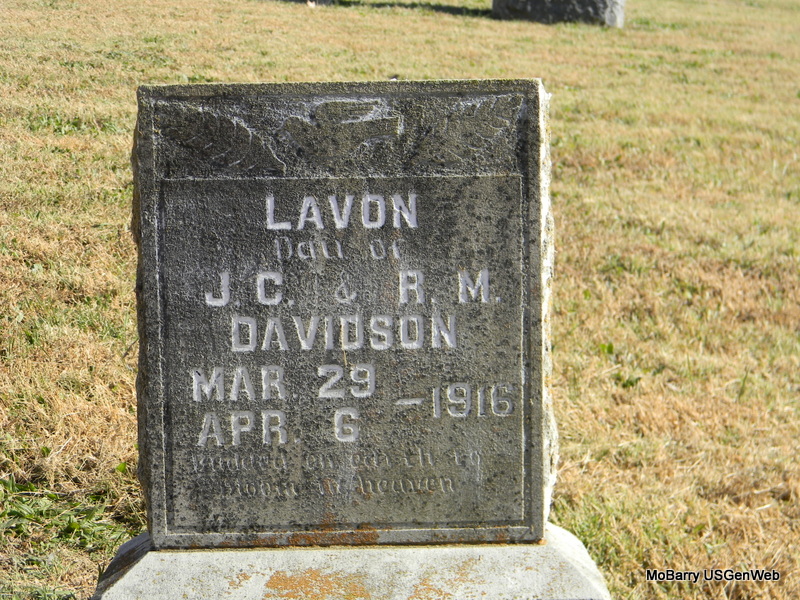 LAVON
Dau of
J. C. & R. M.
DAVIDSON
MAR. 29
APR. 6 – 1916
Budded on earth to
bloom in heaven
MoBarry USGenWeb